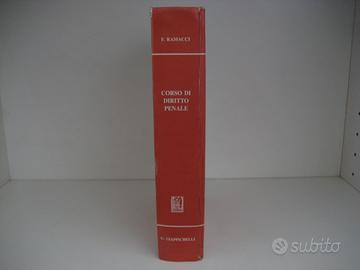 F. RAMACCI
CORSO DI
DIRITTO
PENALE
G. GIAPPICHELLI
subito